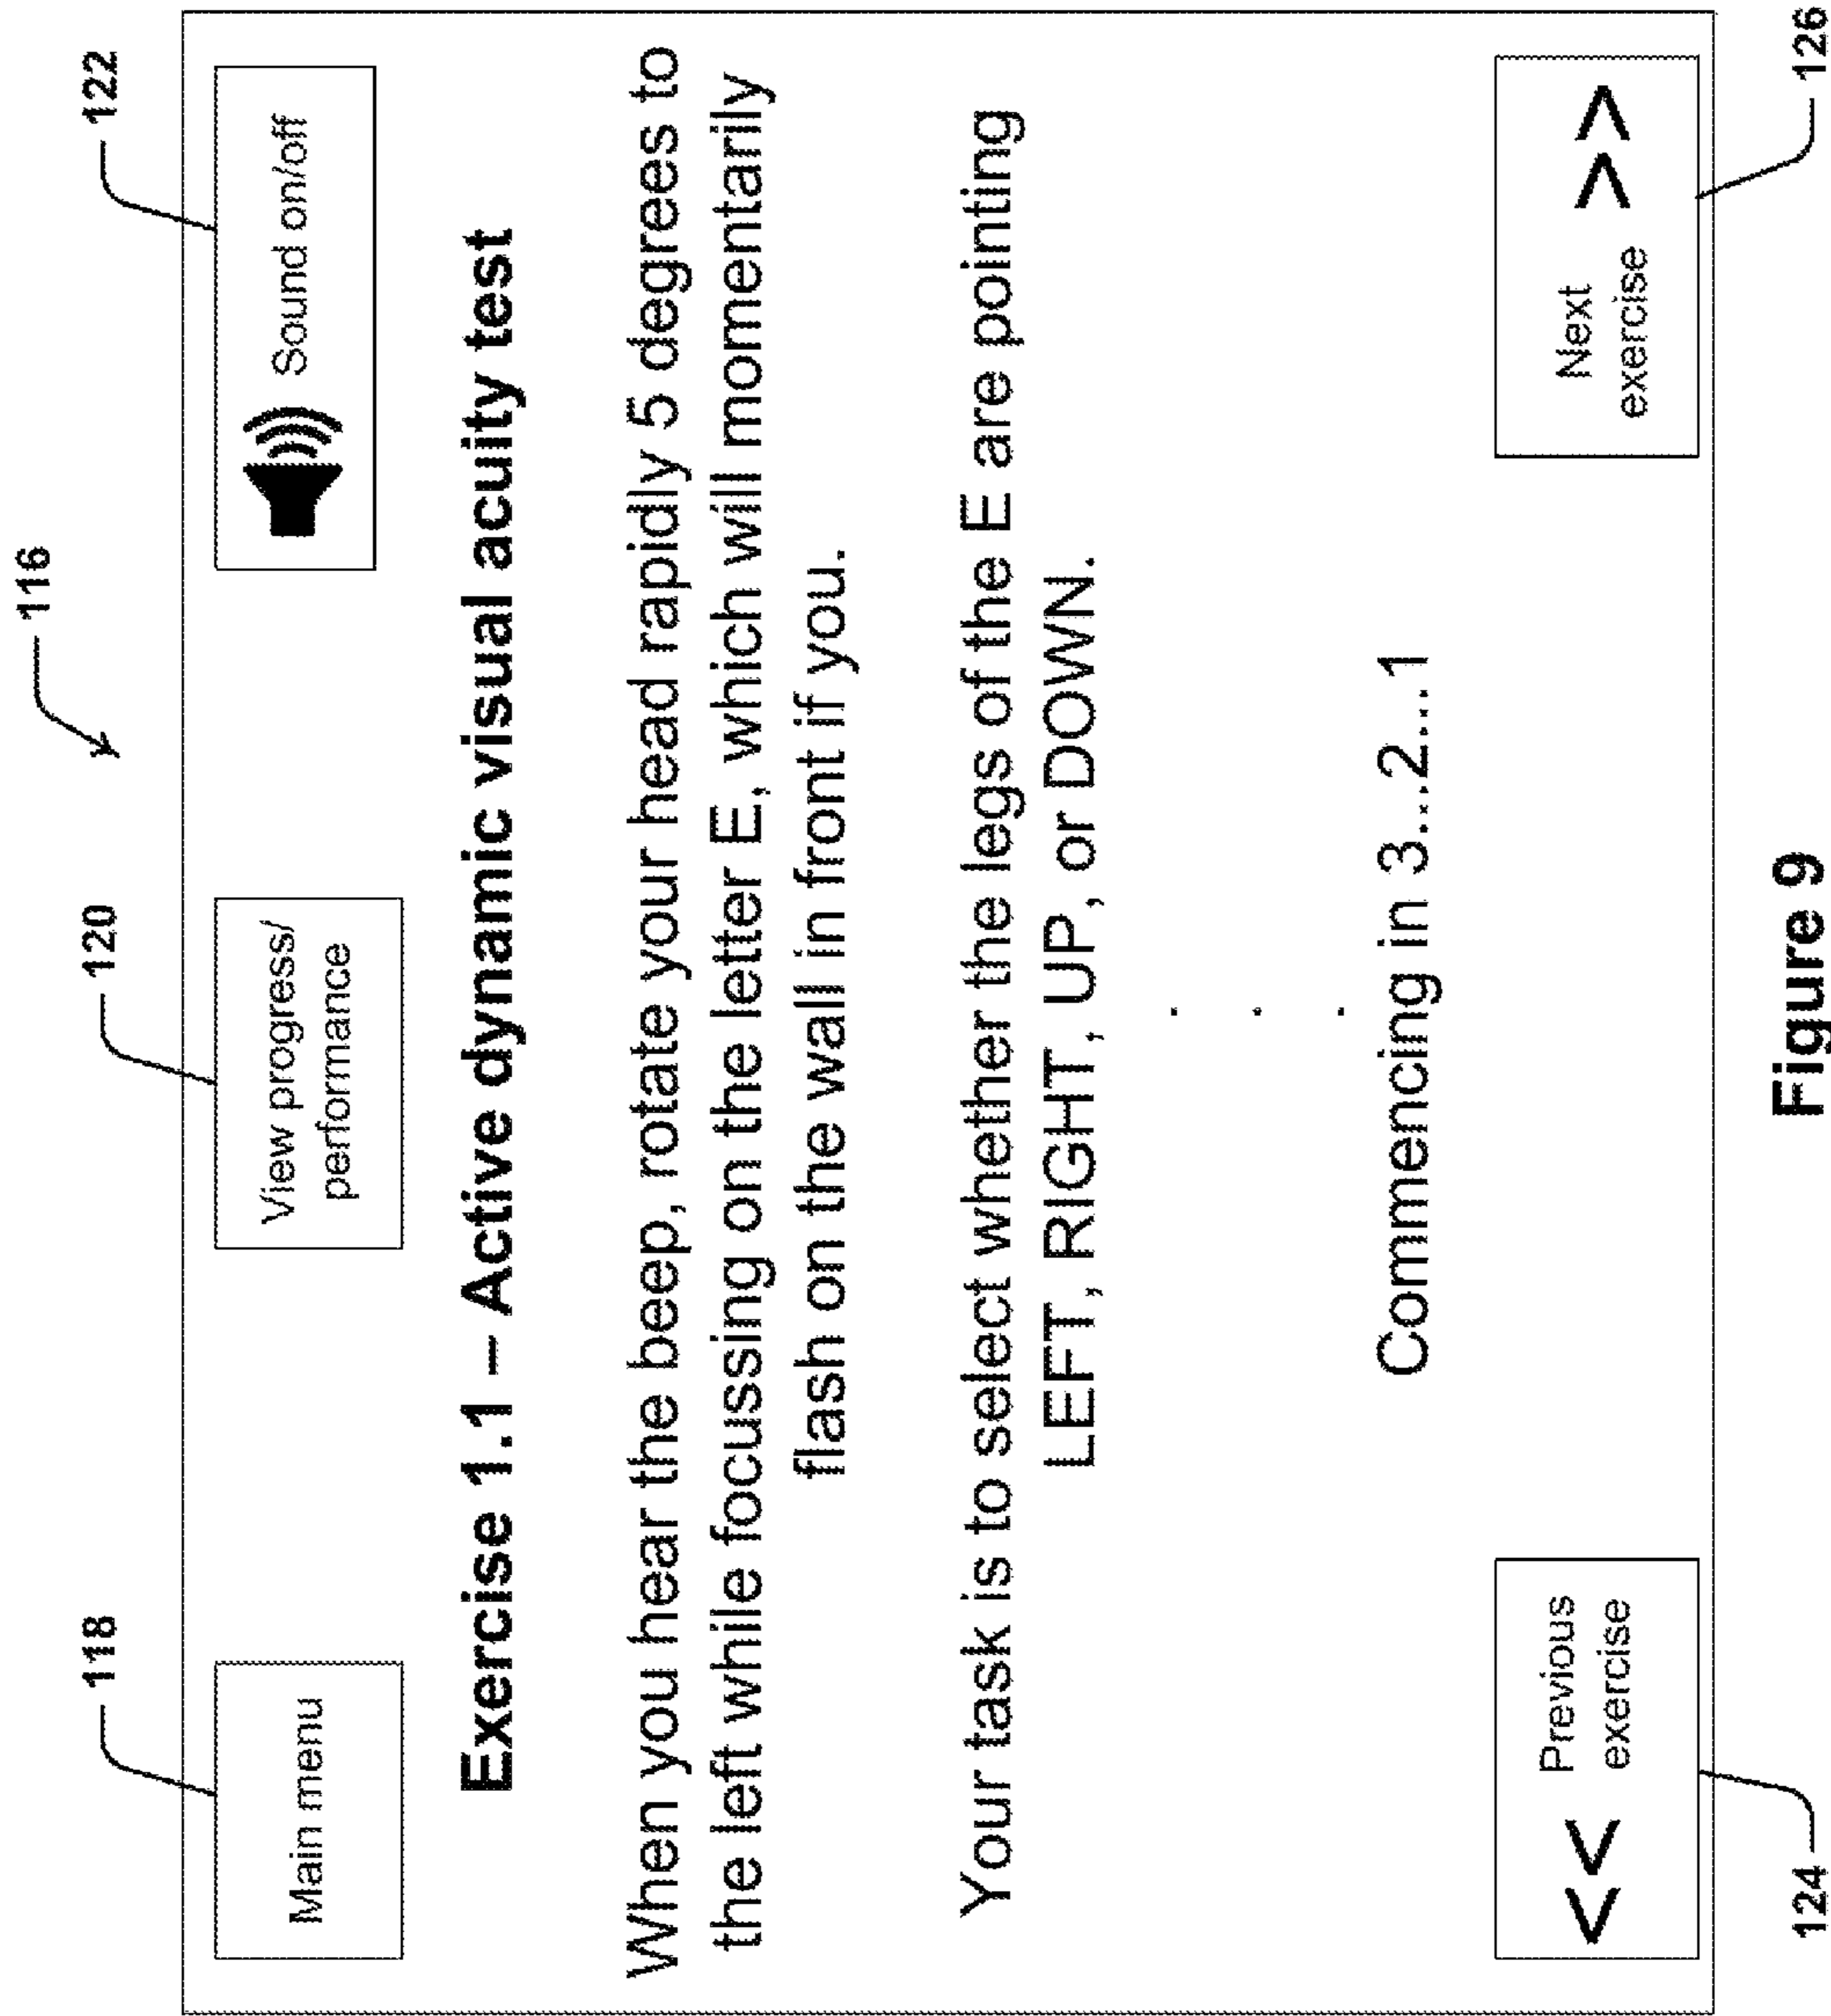 116
118
120
122
Main menu
View progress/
performance
Sound on/off
Exercise 1.1 – Active dynamic visual acuity test
When you hear the beep, rotate your head rapidly 5 degrees to
the left while focussing on the letter E, which will momentarily
flash on the wall in front if you.
Your task is to select whether the legs of the E are pointing
LEFT, RIGHT, UP, or DOWN.
.
.
.
Commencing in 3...2...1
<< Previous
exercise
Next >>
exercise
124
126
Figure 9